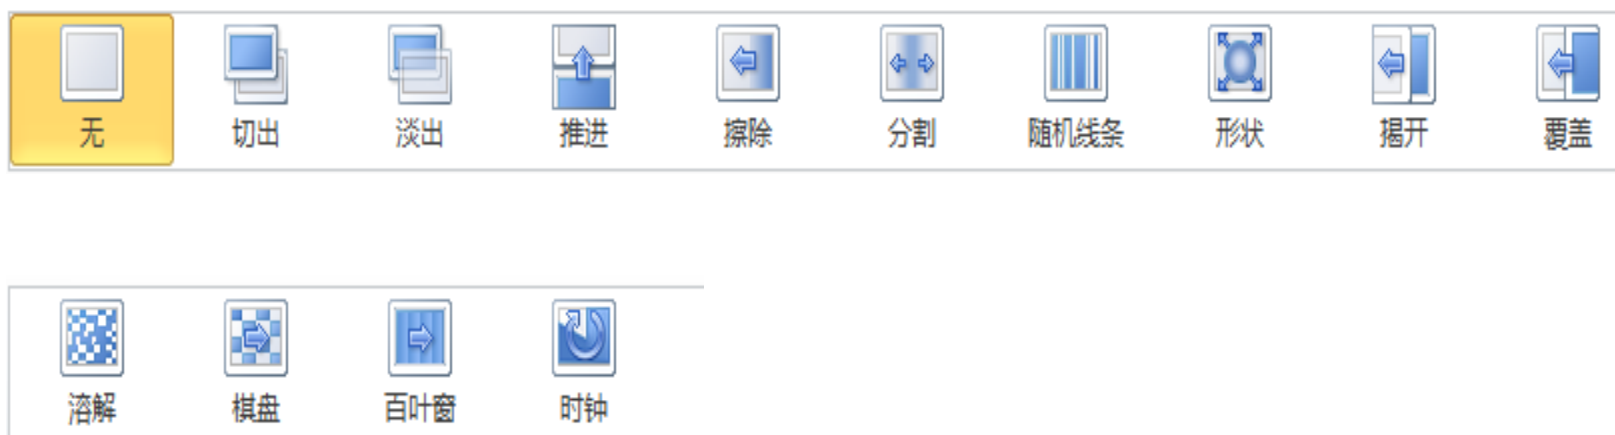 无 切出 淡出 推进 擦除 分割 随机线条 形状 揭开 覆盖
溶解 棋盘 百叶窗 时钟